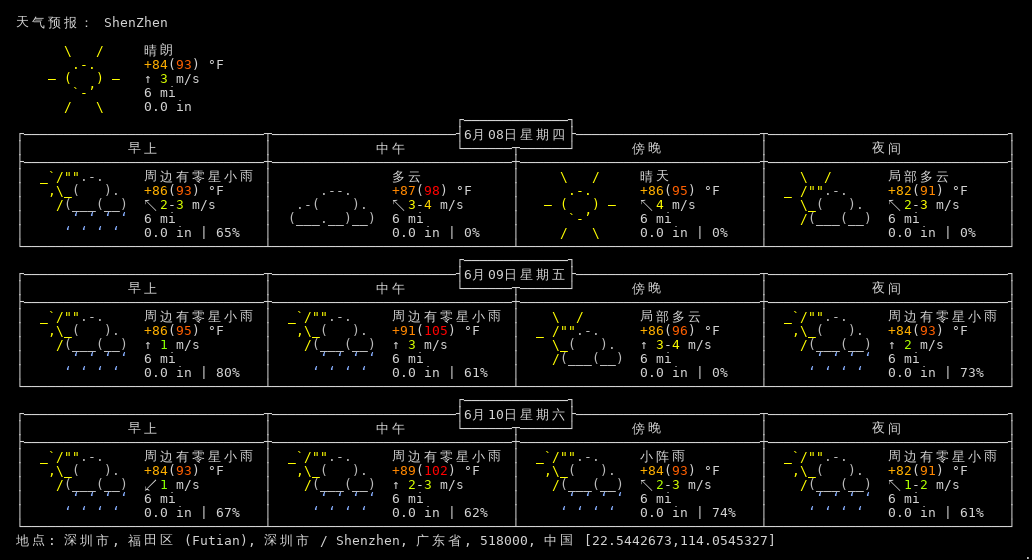 天气预报： ShenZhen
晴朗
+84(93) °F
↑ 3 m/s
6 mi
0.0 in
6月08日星期四
早上 中午 傍晚 夜间
周边有零星小雨 多云 晴天 局部多云
+86(93) °F +87(98) °F +86(95) °F +82(91) °F
↖ 2-3 m/s ↖ 3-4 m/s ↖ 4 m/s ↖ 2-3 m/s
6 mi 6 mi 6 mi 6 mi
0.0 in | 65% 0.0 in | 0% 0.0 in | 0% 0.0 in | 0%
6月09日星期五
早上 中午 傍晚 夜间
周边有零星小雨 周边有零星小雨 局部多云 周边有零星小雨
+86(95) °F +91(105) °F +86(96) °F +84(93) °F
↑ 1 m/s ↑ 3 m/s ↑ 3-4 m/s ↑ 2 m/s
6 mi 6 mi 6 mi 6 mi
0.0 in | 80% 0.0 in | 61% 0.0 in | 0% 0.0 in | 73%
6月10日星期六
早上 中午 傍晚 夜间
周边有零星小雨 周边有零星小雨 小阵雨 周边有零星小雨
+84(93) °F +89(102) °F +84(93) °F +82(91) °F
↙ 1 m/s ↑ 2-3 m/s ↖ 2-3 m/s ↖ 1-2 m/s
6 mi 6 mi 6 mi 6 mi
0.0 in | 67% 0.0 in | 62% 0.0 in | 74% 0.0 in | 61%
地点: 深圳市, 福田区 (Futian), 深圳市 / Shenzhen, 广东省, 518000, 中国 [22.5442673,114.0545327]